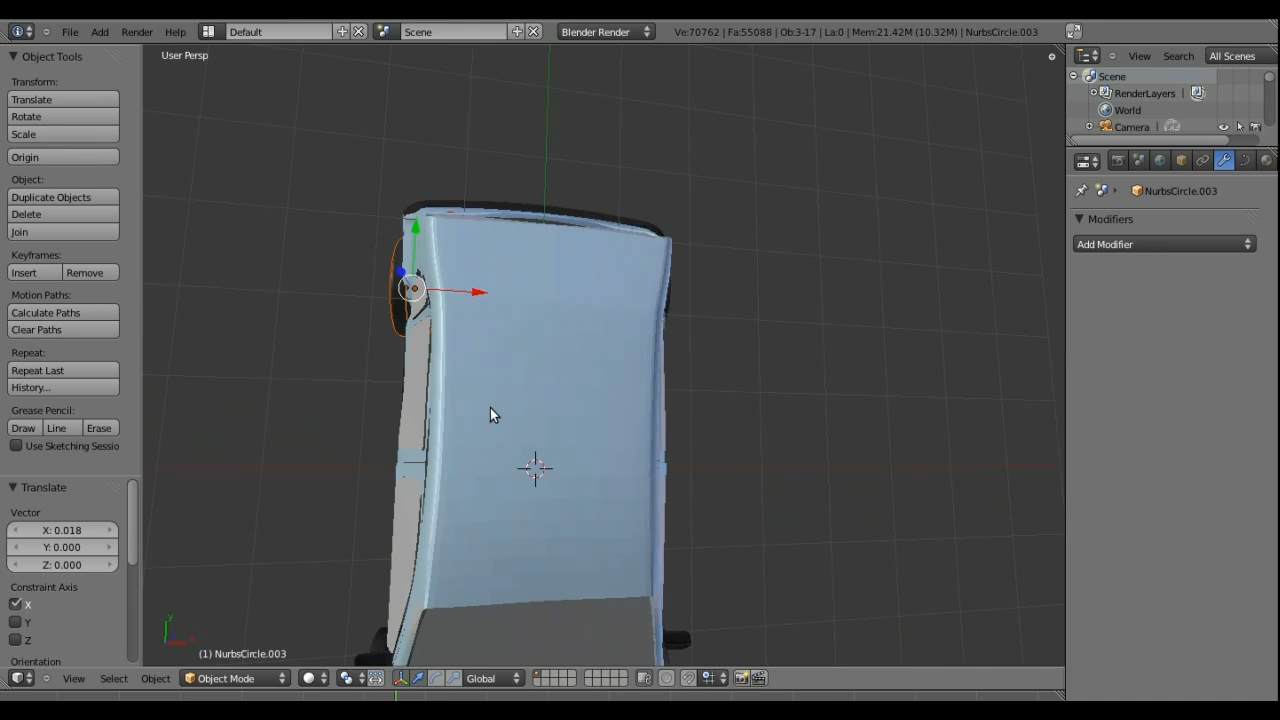 File Add Render Help Default Scene Blender Render Ve:70762 | Fa:55088 | Ob:3-17 | La:0 | Mem:21.42M (10.32M) | NurbsCircle.003
Object Tools
User Persp
View Search All Scenes
Transform:
Translate
Rotate
Scale
Origin
Object:
Duplicate Objects
Delete
Join
Keyframes:
Insert Remove
Motion Paths:
Calculate Paths
Clear Paths
Repeat:
Repeat Last
History...
Grease Pencil:
Draw Line Erase
Use Sketching Sessio
Translate
Vector
X: 0.018
Y: 0.000
Z: 0.000
Constraint Axis
X
Y
Z
Orientation
y
(1) NurbsCircle.003
View Select Object Object Mode Global
Scene
RenderLayers |
World
Camera |
NurbsCircle.003
Modifiers
Add Modifier